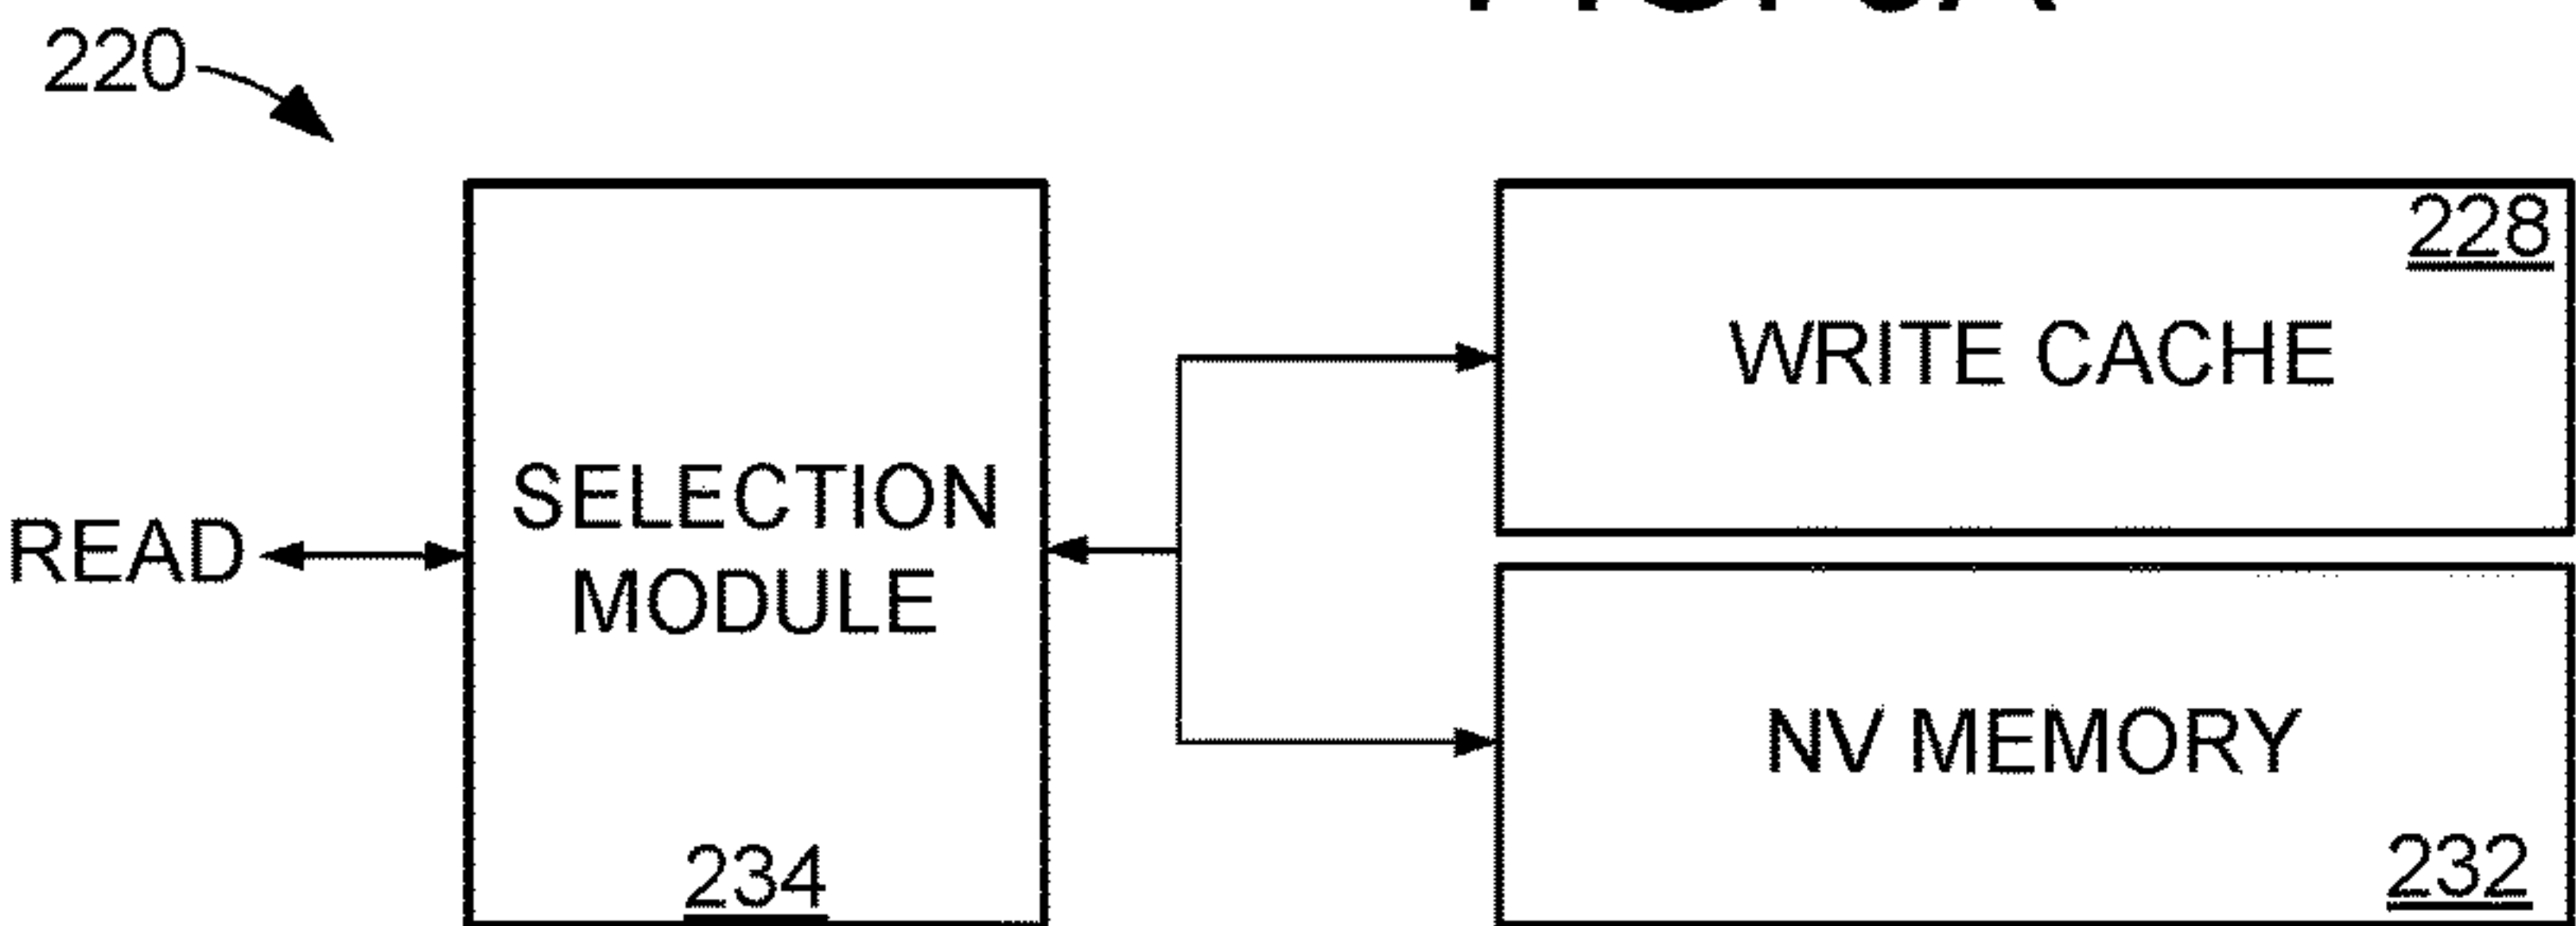 220
228
WRITE CACHE
SELECTION
MODULE
READ
NV MEMORY
234
232